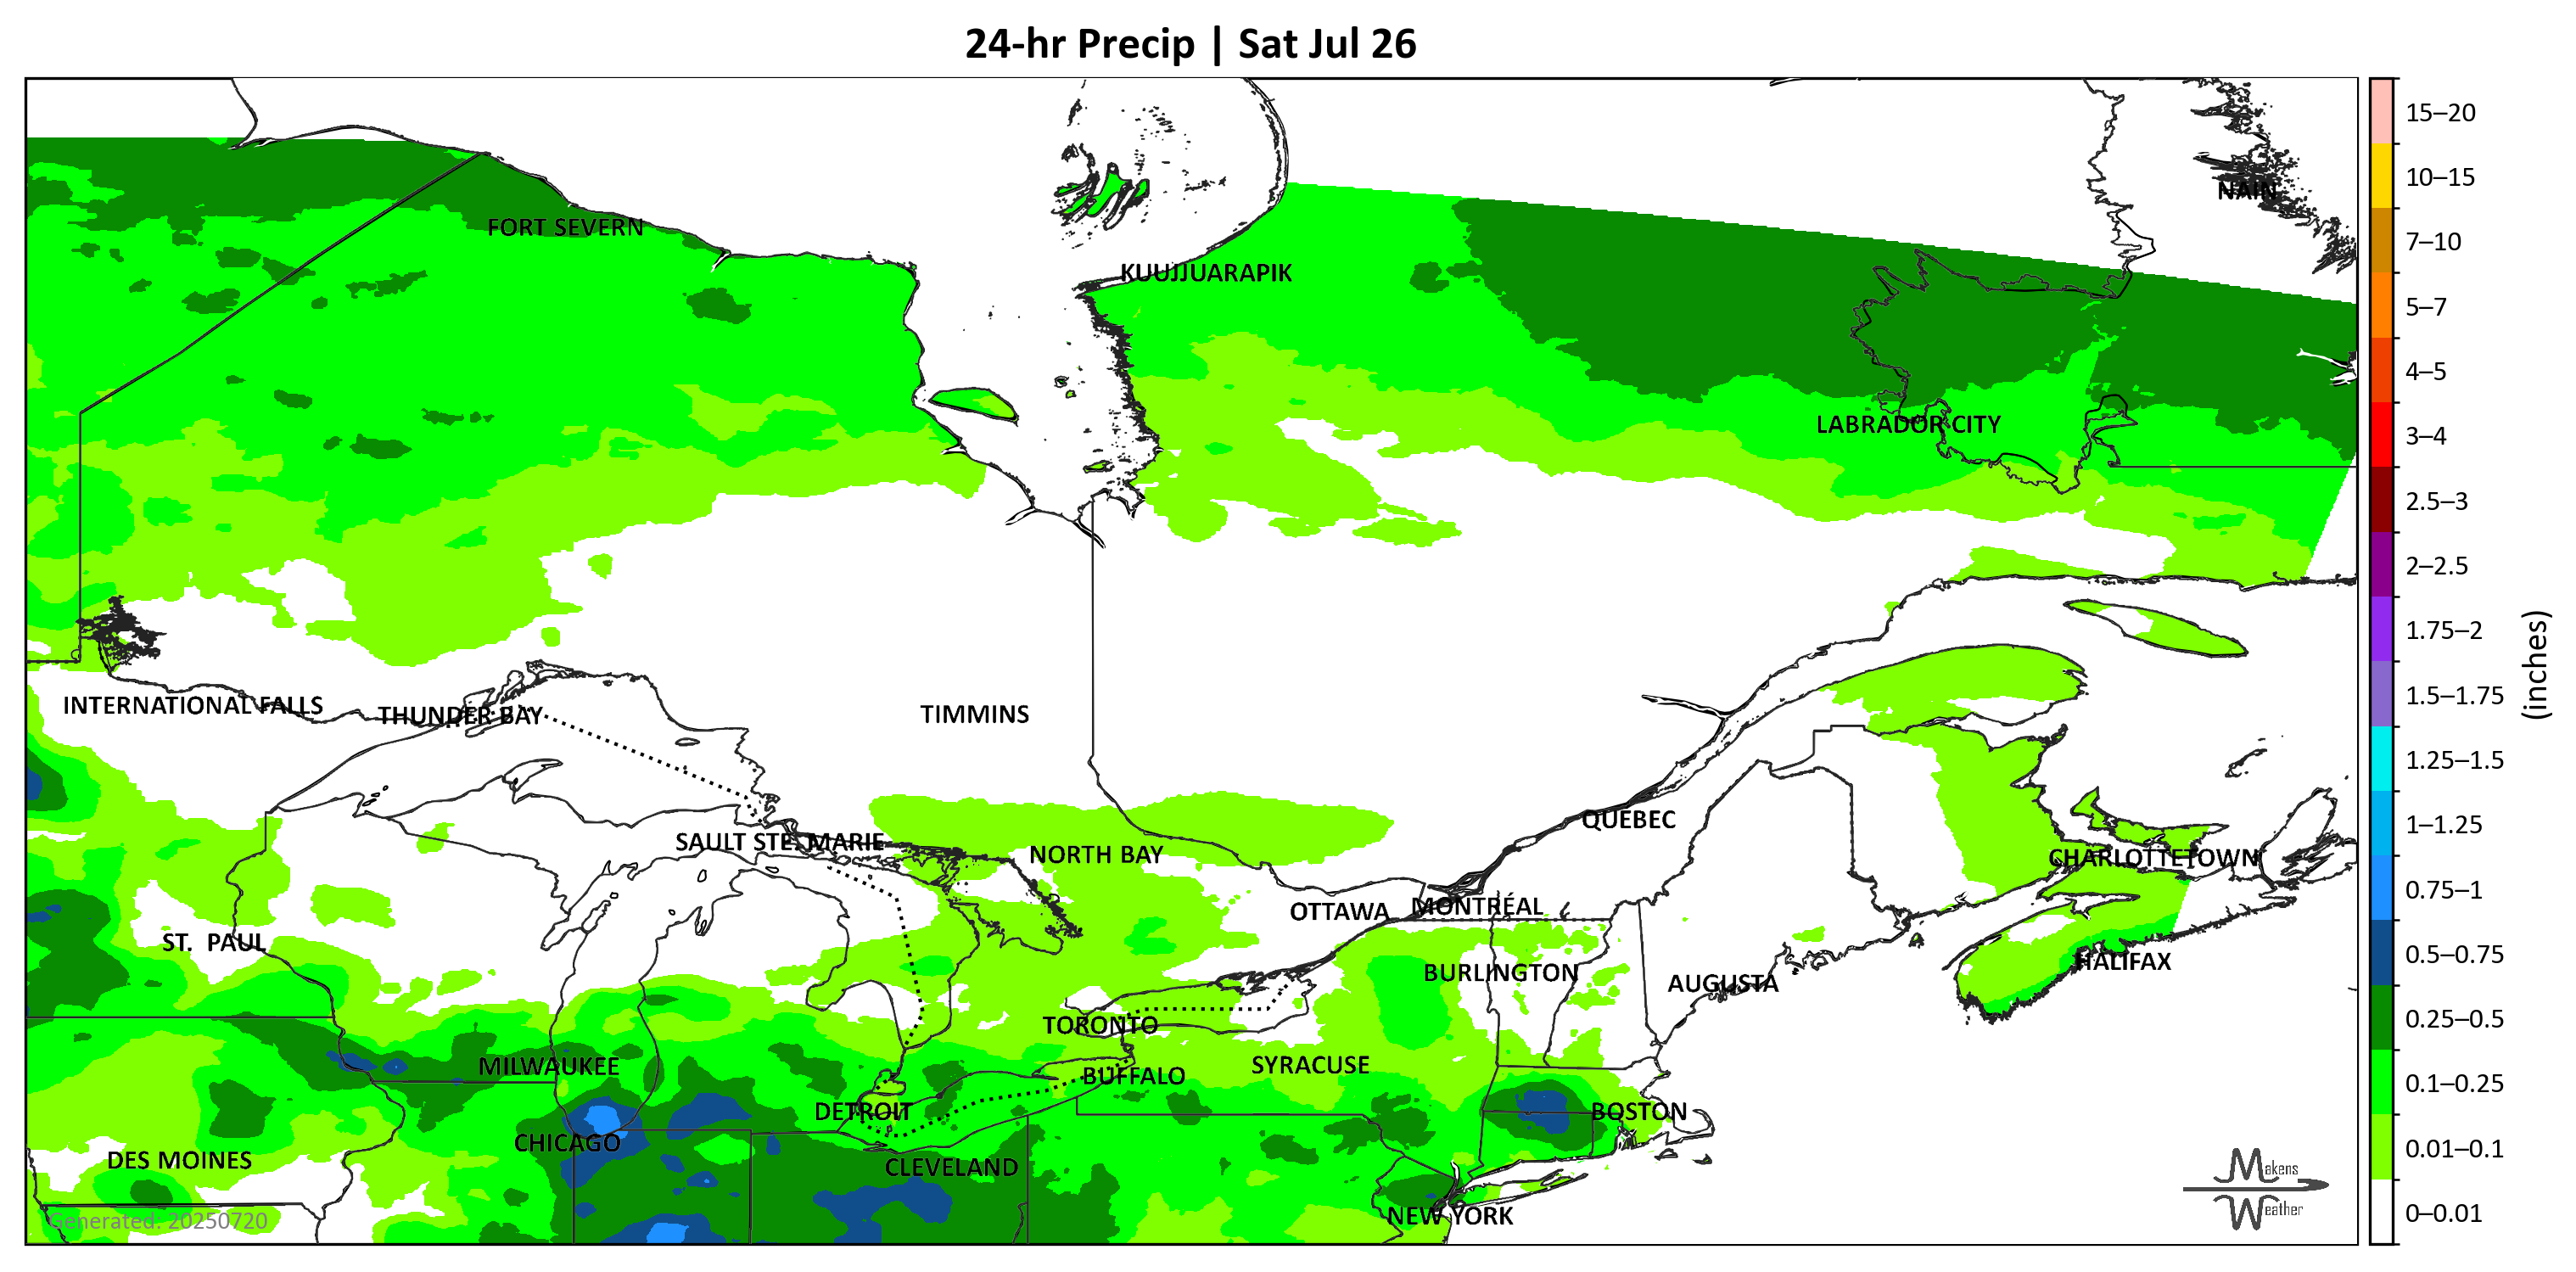 24-hr Precip | Sat Jul 26
NAIN
FORT SEVERN
KUUJJUARAPIK
LABRADOR CITY
INTERNATIONAL FALLS
THUNDER BAY
TIMMINS
QUEBEC
SAULT STE. MARIE
NORTH BAY
CHARLOTTETOWN
OTTAWA
MONTRÉAL
ST. PAUL
HALIFAX
BURLINGTON
AUGUSTA
TORONTO
MILWAUKEE
SYRACUSE
BUFFALO
DETROIT
BOSTON
CHICAGO
DES MOINES
CLEVELAND
NEW YORK
Generated: 20250720
Makens
Weather
15–20
10–15
7–10
5–7
4–5
3–4
2.5–3
2–2.5
1.75–2
1.5–1.75
1.25–1.5
1–1.25
0.75–1
0.5–0.75
0.25–0.5
0.1–0.25
0.01–0.1
0–0.01
(inches)